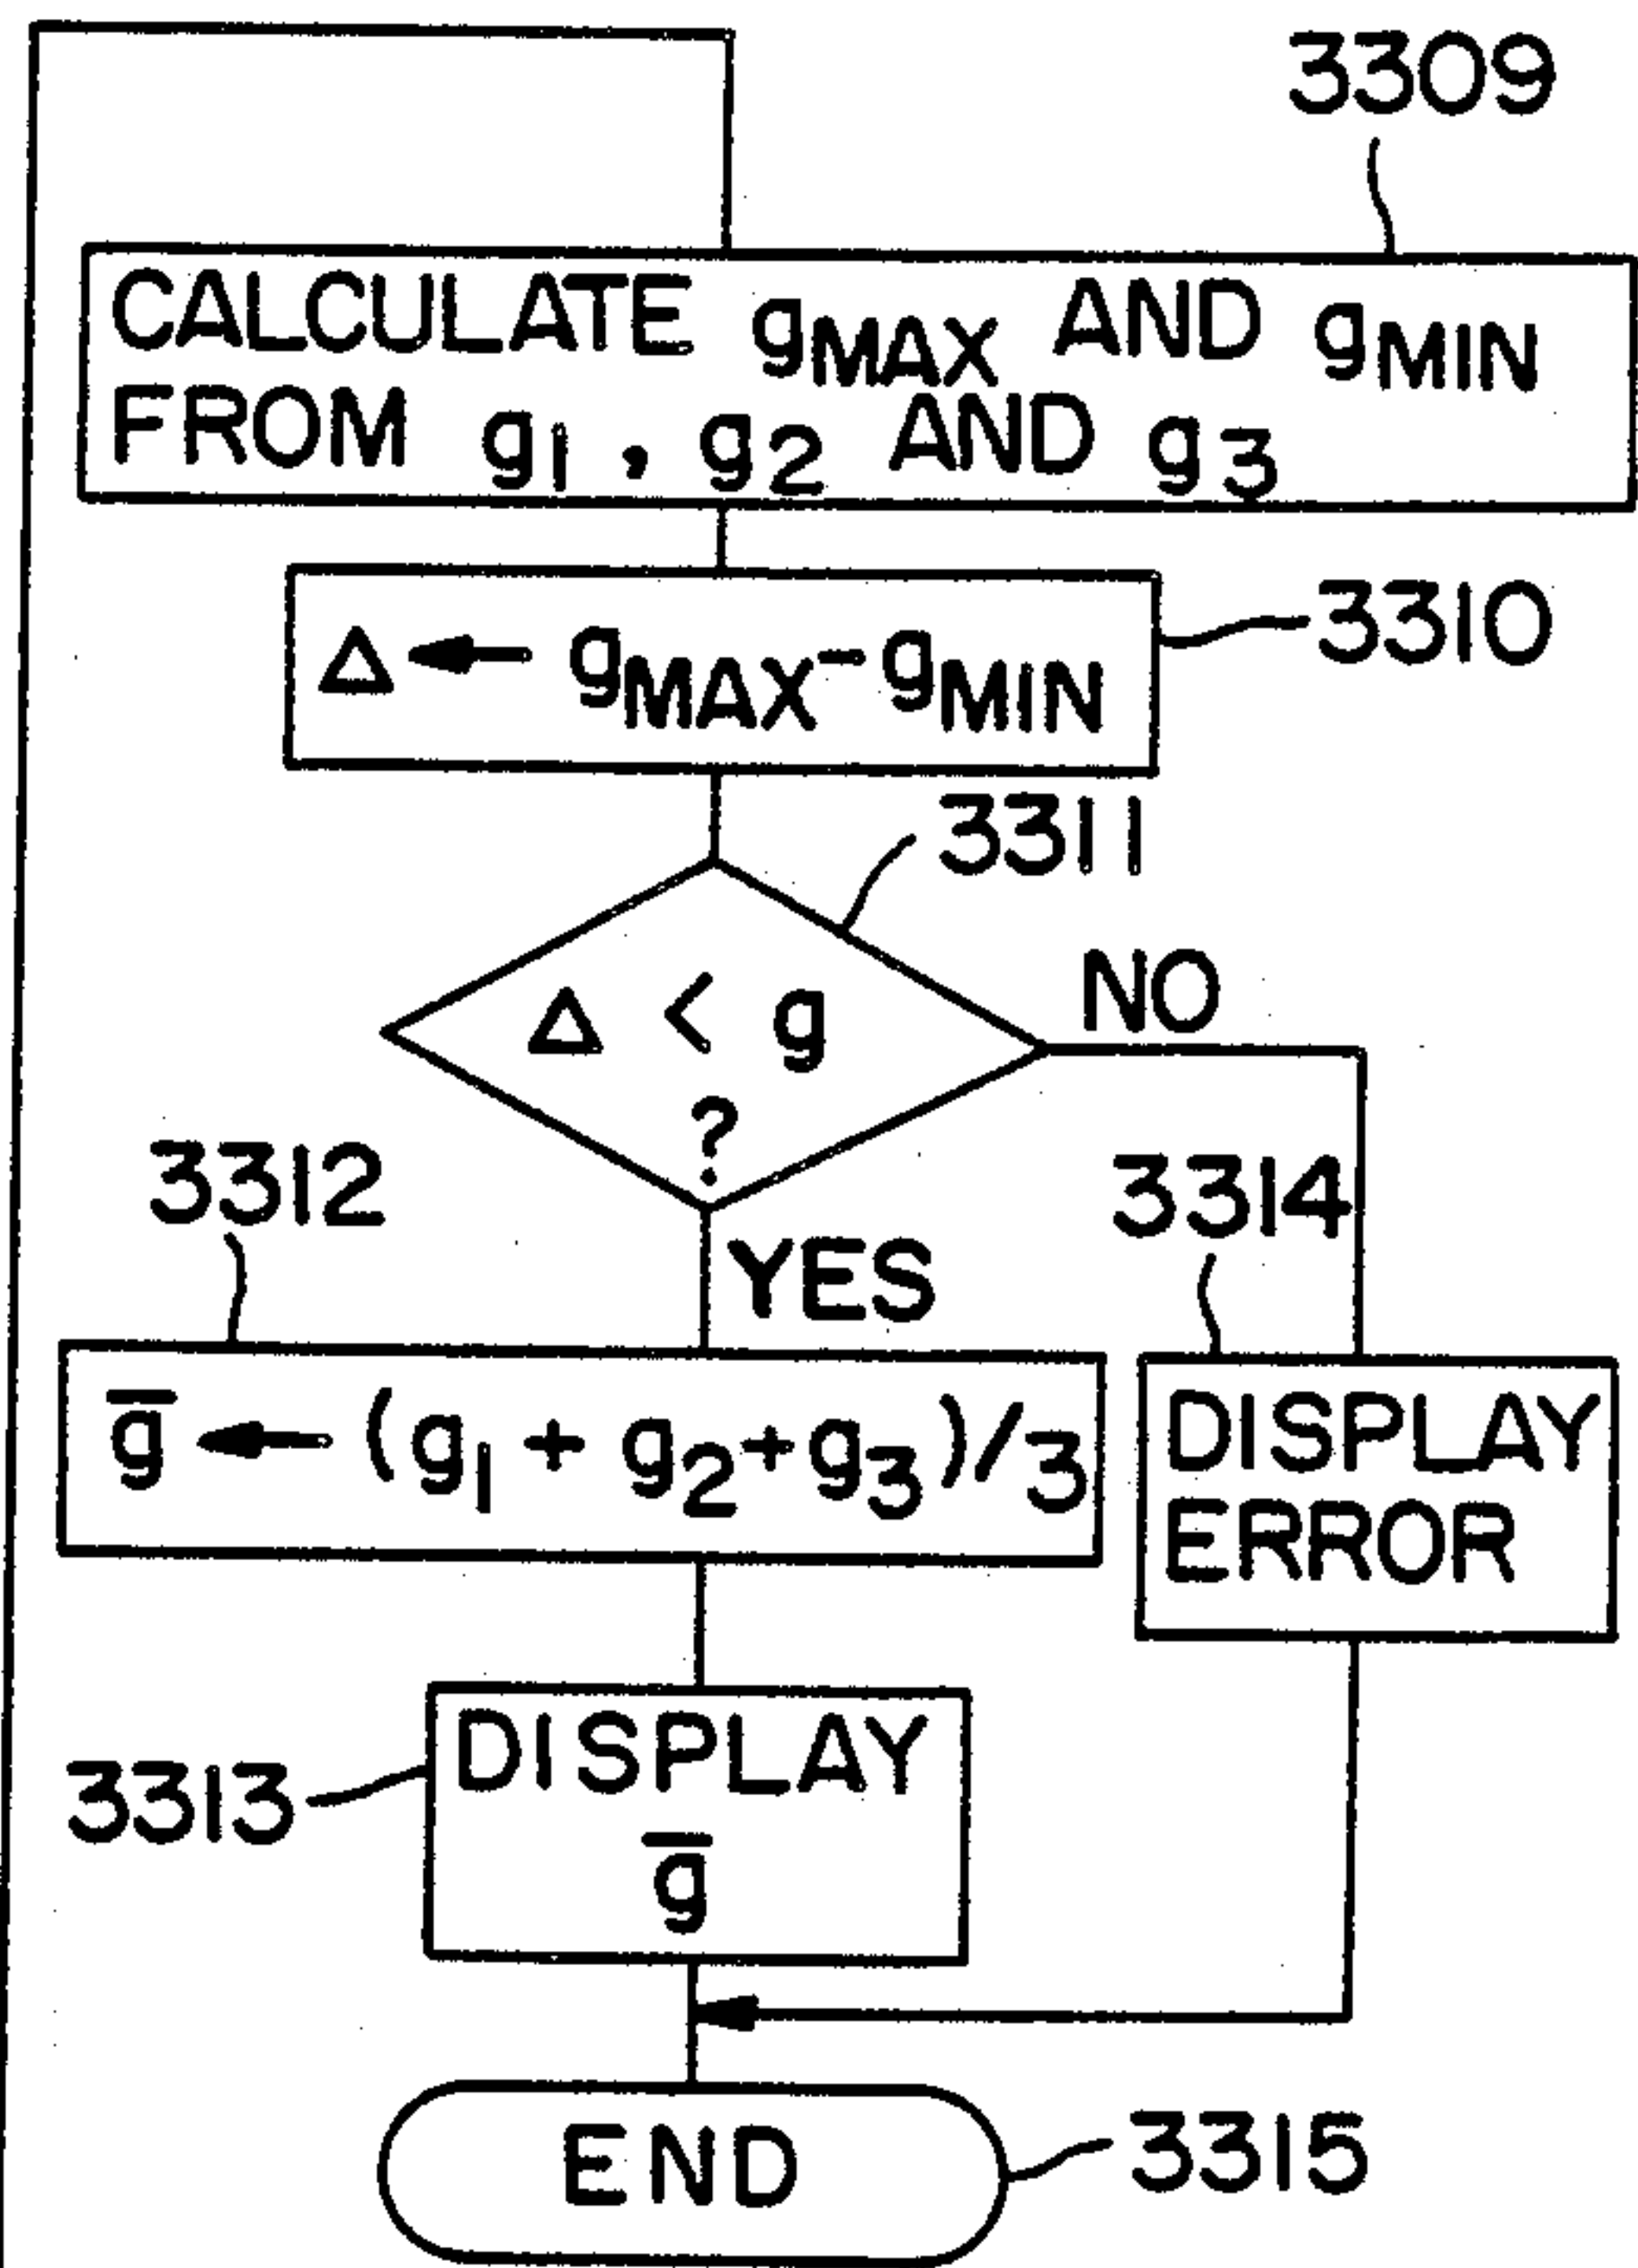 3309
CALCULATE gMAX AND gMIN
FROM g1, g2 AND g3
Δ ← gMAX-gMIN
3310
3311
Δ < g
?
NO
YES
3312
3314
g̅ ← (g1 + g2+g3)/3
DISPLAY
ERROR
3313
DISPLAY
g̅
END
3315